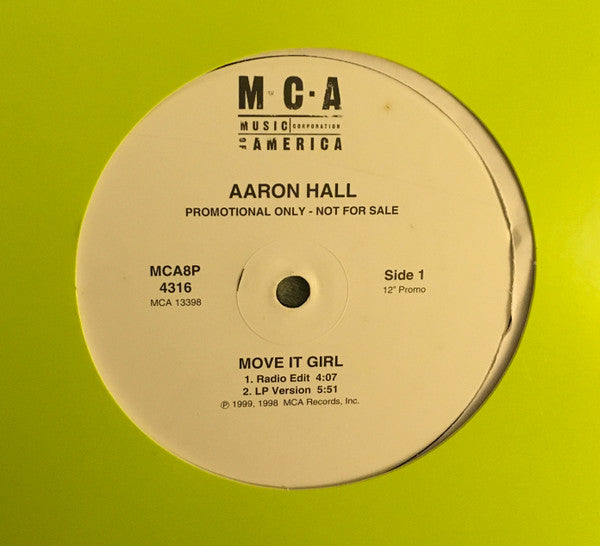 M·C·A
MUSIC CORPORATION
OF AMERICA
AARON HALL
PROMOTIONAL ONLY - NOT FOR SALE
MCA8P
4316
MCA 13398
Side 1
12" Promo
MOVE IT GIRL
1. Radio Edit 4:07
2. LP Version 5:51
℗ 1999, 1998 MCA Records, Inc.